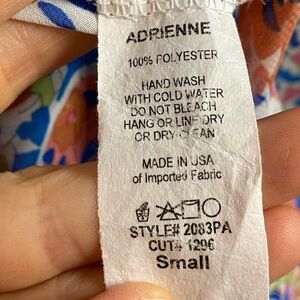 ADRIENNE
100% POLYESTER
HAND WASH
WITH COLD WATER
DO NOT BLEACH
HANG OR LINE DRY
OR DRY CLEAN
MADE IN USA
of Imported Fabric
STYLE# 2083PA
CUT# 1296
Small